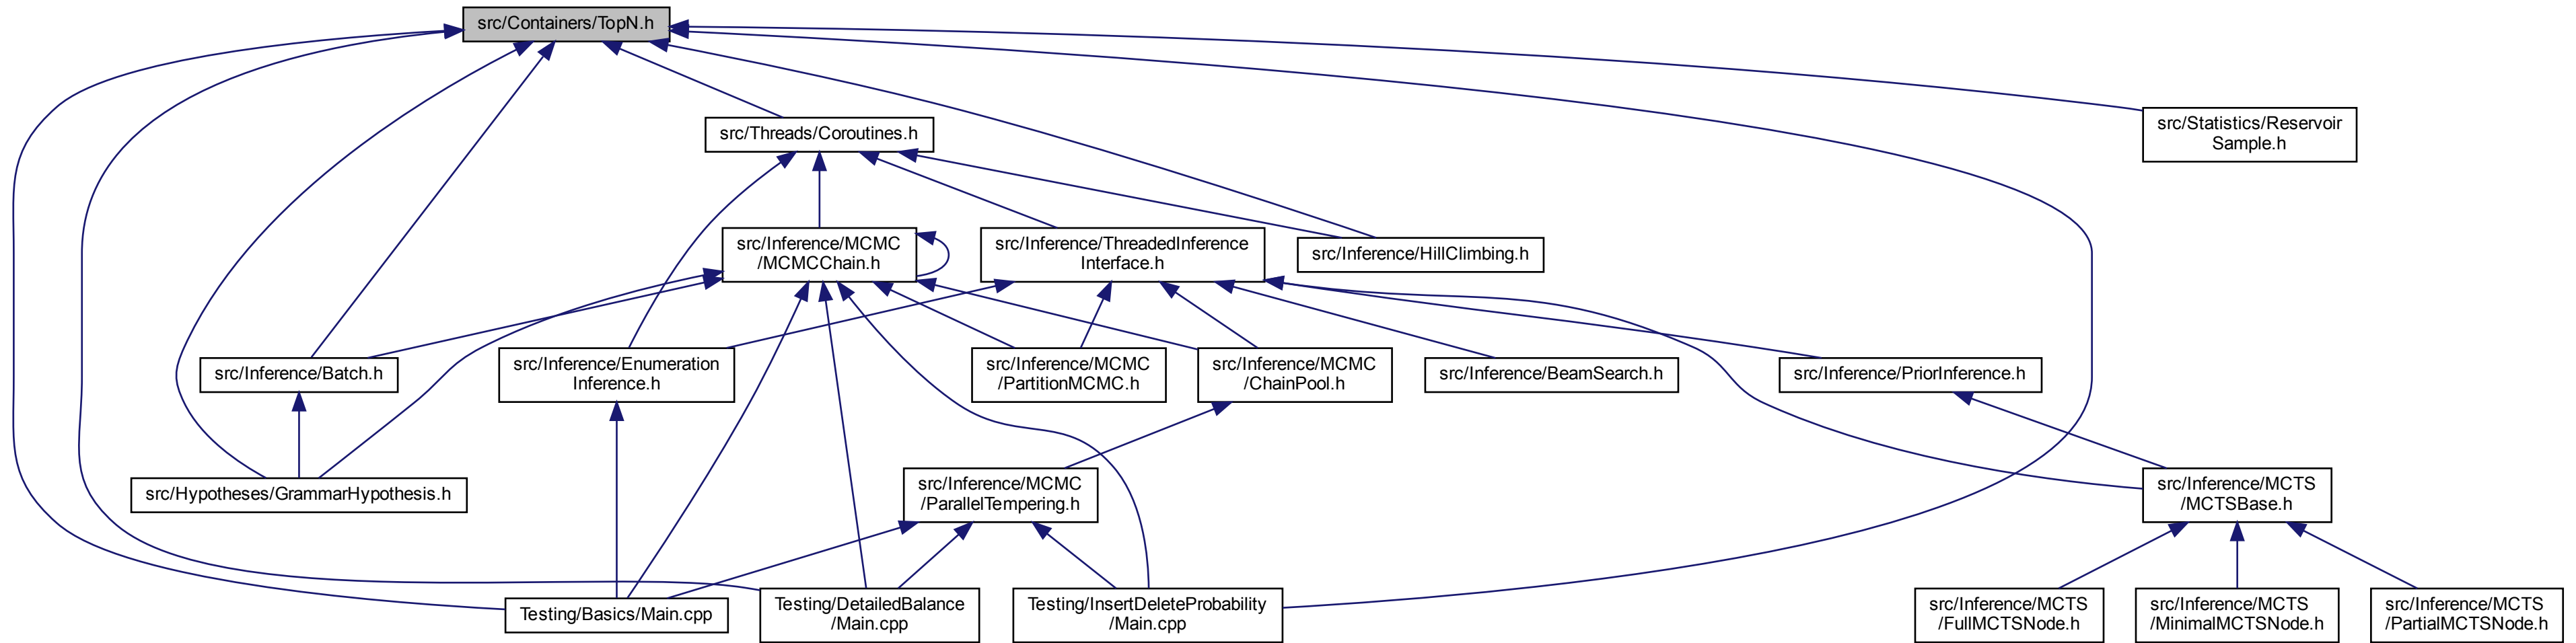 src/Containers/TopN.h
src/Statistics/Reservoir
Sample.h
src/Threads/Coroutines.h
src/Inference/MCMC
/MCMCChain.h
src/Inference/ThreadedInference
Interface.h
src/Inference/HillClimbing.h
src/Inference/Batch.h
src/Inference/Enumeration
Inference.h
src/Inference/MCMC
/PartitionMCMC.h
src/Inference/MCMC
/ChainPool.h
src/Inference/BeamSearch.h
src/Inference/PriorInference.h
src/Hypotheses/GrammarHypothesis.h
src/Inference/MCMC
/ParallelTempering.h
src/Inference/MCTS
/MCTSBase.h
Testing/Basics/Main.cpp
Testing/DetailedBalance
/Main.cpp
Testing/InsertDeleteProbability
/Main.cpp
src/Inference/MCTS
/FullMCTSNode.h
src/Inference/MCTS
/MinimalMCTSNode.h
src/Inference/MCTS
/PartialMCTSNode.h